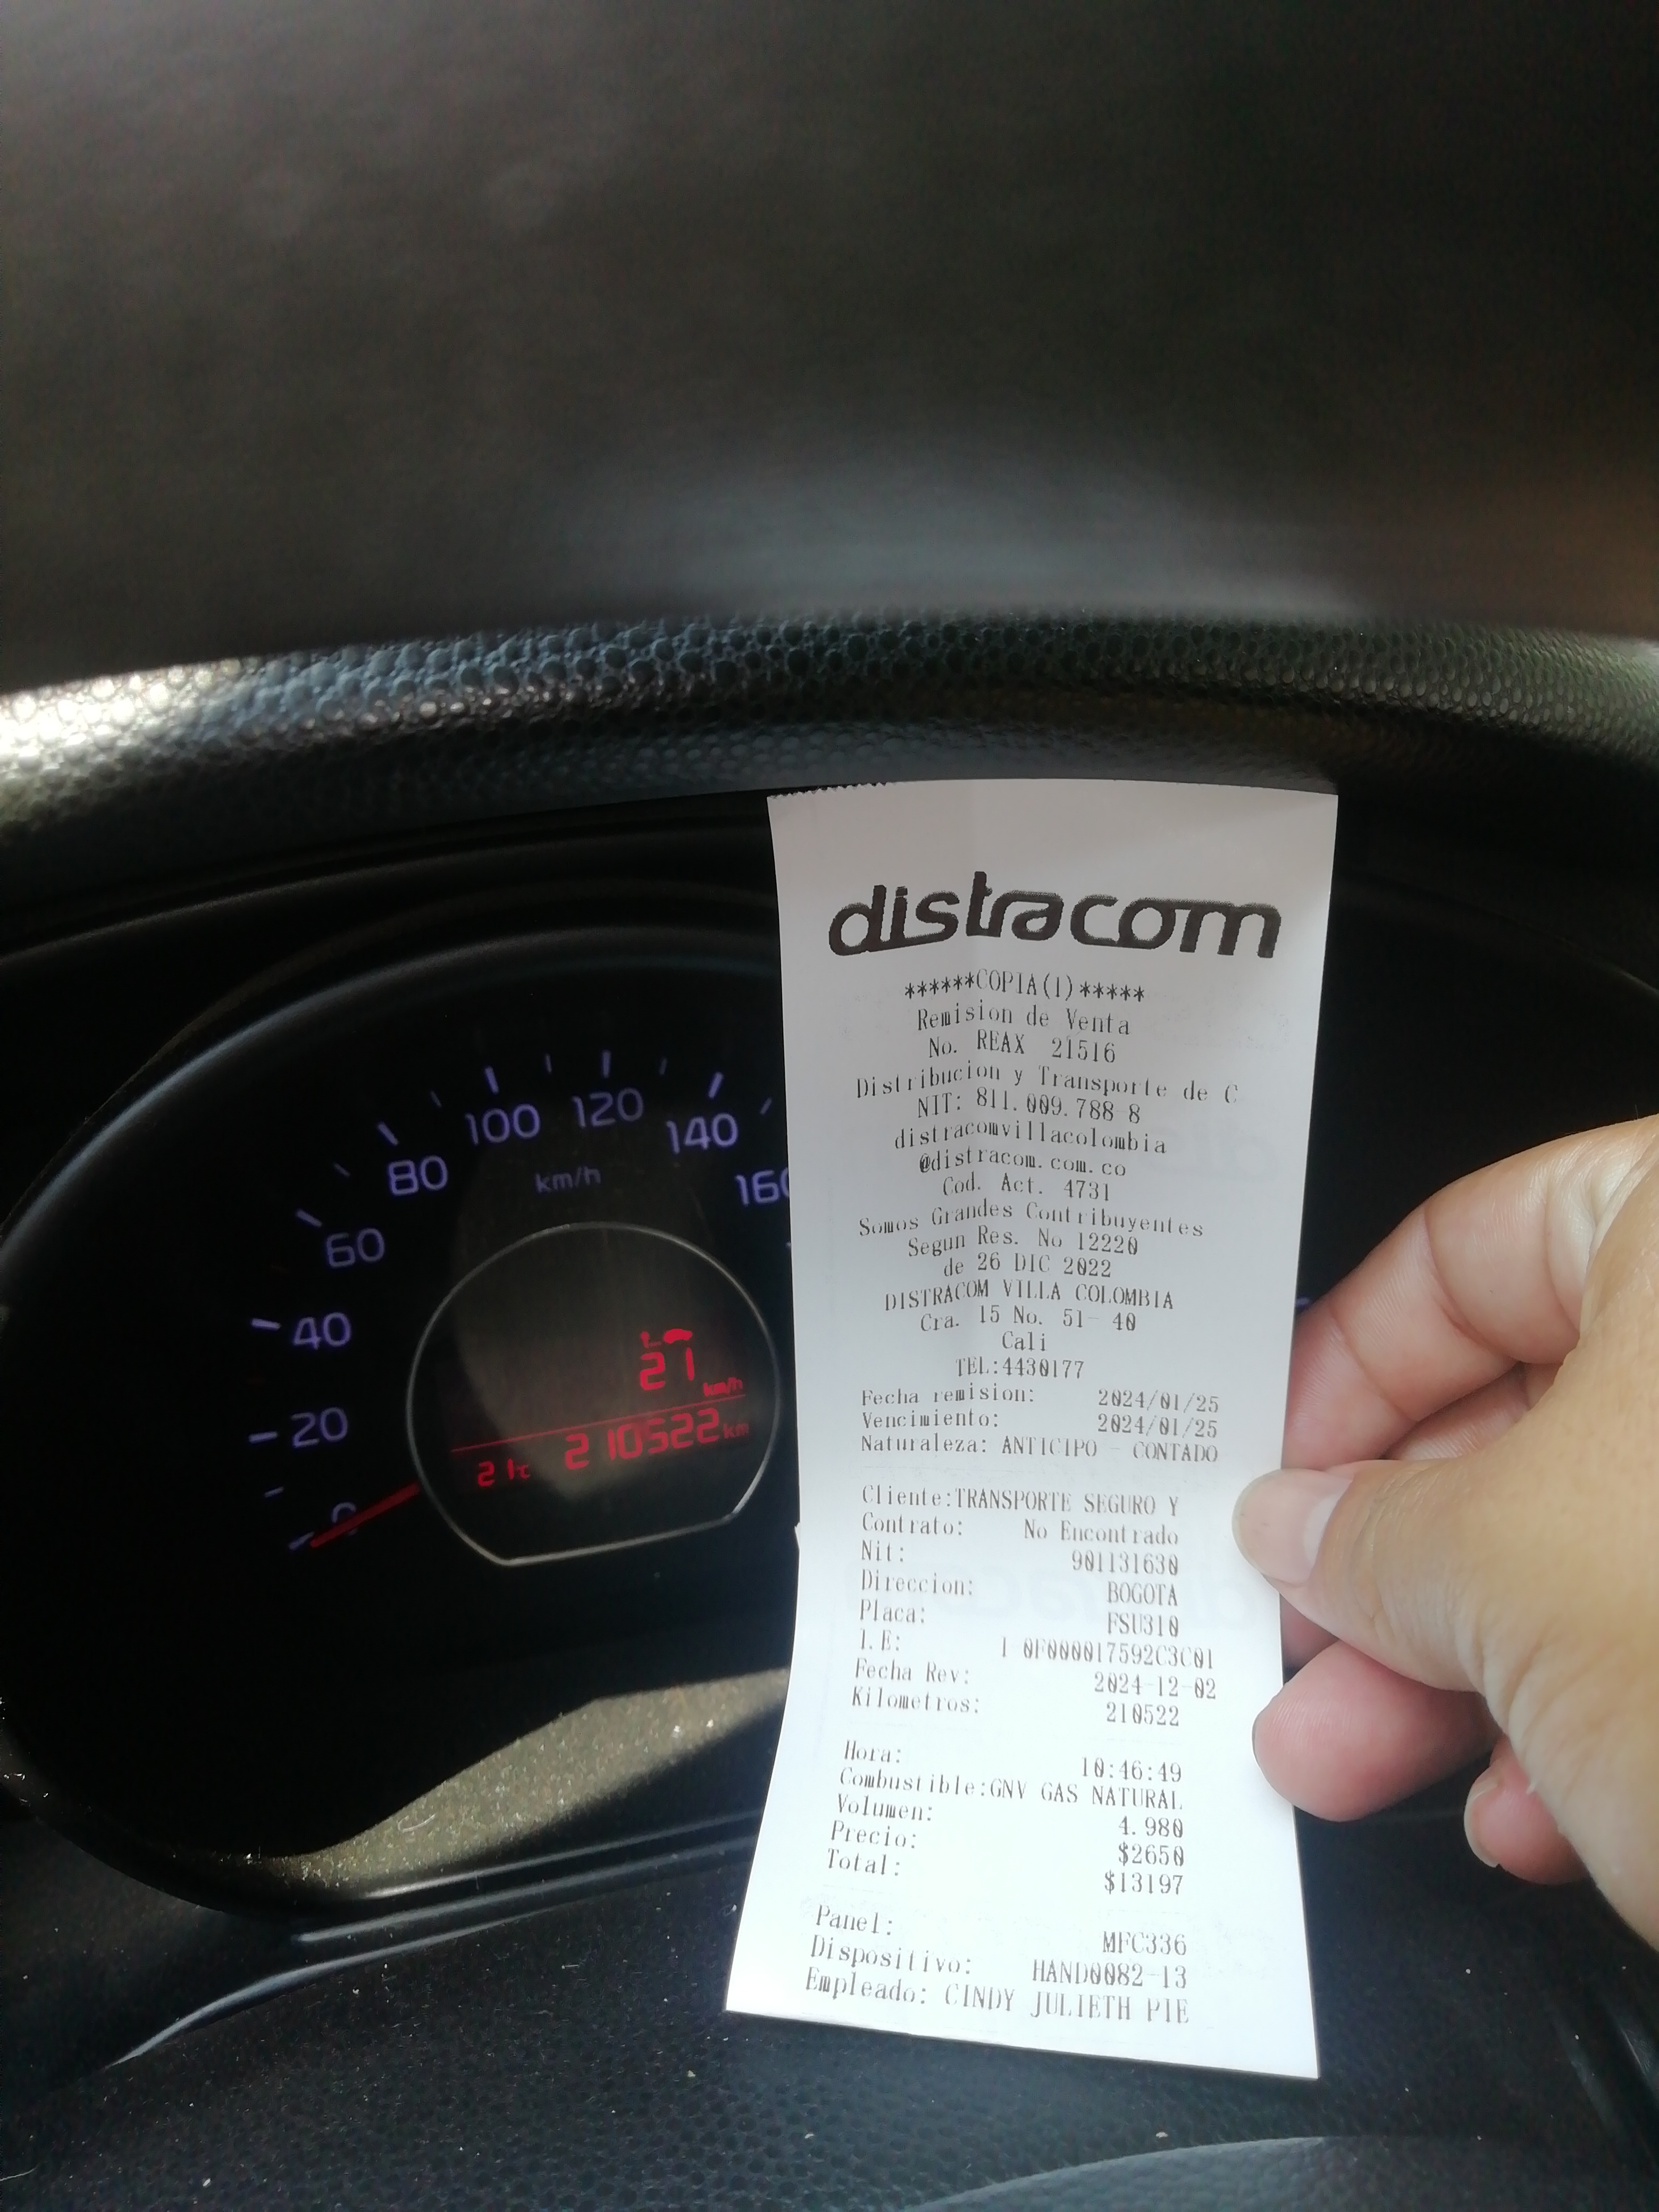 distracom
******COPIA(1)*****
Remision de Venta
No. REAX 21516
Distribucion y Transporte de C
NIT: 811.009.788-8
distracomvillacolombia
@distracom.com.co
Cod. Act. 4731
Somos Grandes Contribuyentes
Segun Res. No 12220
de 26 DIC 2022
DISTRACOM VILLA COLOMBIA
Cra. 15 No. 51- 40
Cali
TEL:4430177
Fecha remision: 2024/01/25
Vencimiento: 2024/01/25
Naturaleza: ANTICIPO - CONTADO
Cliente:TRANSPORTE SEGURO Y
Contrato: No Encontrado
Nit: 901131630
Direccion: BOGOTA
Placa: FSU310
I.E: 1-0F000017592C3C01
Fecha Rev: 2024-12-02
Kilometros: 210522
Hora: 10:46:49
Combustible:GNV GAS NATURAL
Volumen: 4.980
Precio: $2650
Total: $13197
Panel: MFC336
Dispositivo: HAND0082-13
Empleado: CINDY JULIETH PIE
0
20
40
60
80
100
120
140
160
km/h
27 km/h
21°C 210522 km